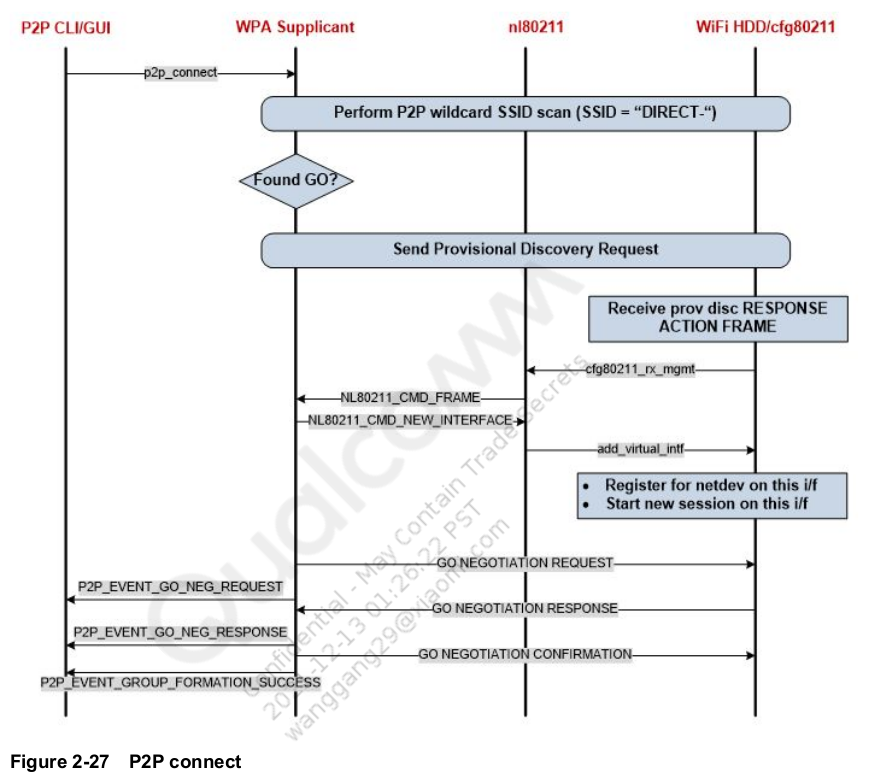 P2P CLI/GUI WPA Supplicant nl80211 WiFi HDD/cfg80211
p2p_connect
Perform P2P wildcard SSID scan (SSID = “DIRECT-“)
Found GO?
Send Provisional Discovery Request
Receive prov disc RESPONSE
ACTION FRAME
cfg80211_rx_mgmt
NL80211_CMD_FRAME
NL80211_CMD_NEW_INTERFACE
add_virtual_intf
• Register for netdev on this i/f
• Start new session on this i/f
GO NEGOTIATION REQUEST
P2P_EVENT_GO_NEG_REQUEST
GO NEGOTIATION RESPONSE
P2P_EVENT_GO_NEG_RESPONSE
GO NEGOTIATION CONFIRMATION
P2P_EVENT_GROUP_FORMATION_SUCCESS
Qualcomm
Confidential - May Contain Trade Secrets
-12-13 01:26:22 PST
wanggang29@xiaomi.com
Figure 2-27 P2P connect